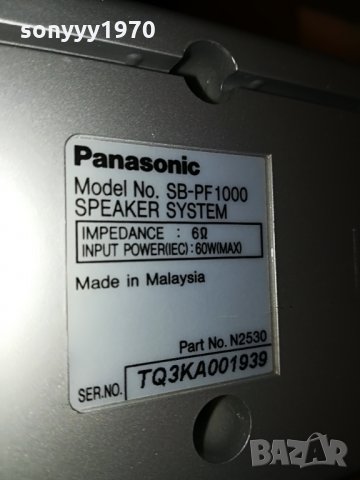 sonyyy1970
Panasonic
Model No. SB-PF1000
SPEAKER SYSTEM
IMPEDANCE : 6Ω
INPUT POWER(IEC) : 60W(MAX)
Made in Malaysia
Part No. N2530
SER.NO. TQ3KA001939
BAZAR
bg